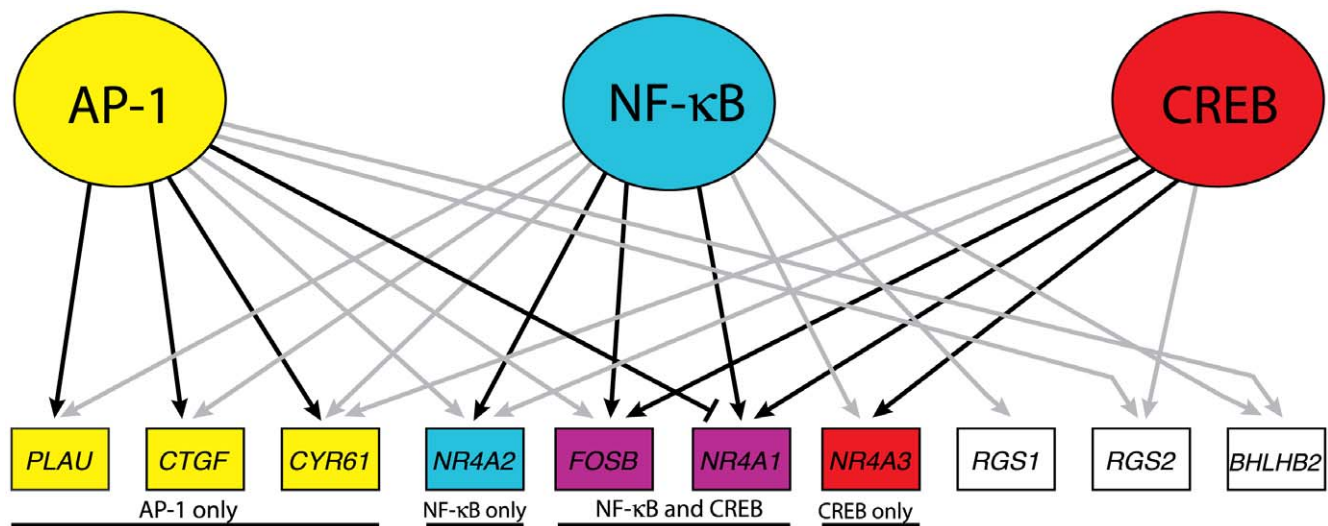 AP-1 NF-κB CREB
PLAU CTGF CYR61 NR4A2 FOSB NR4A1 NR4A3 RGS1 RGS2 BHLHB2
AP-1 only NF-κB only NF-κB and CREB CREB only